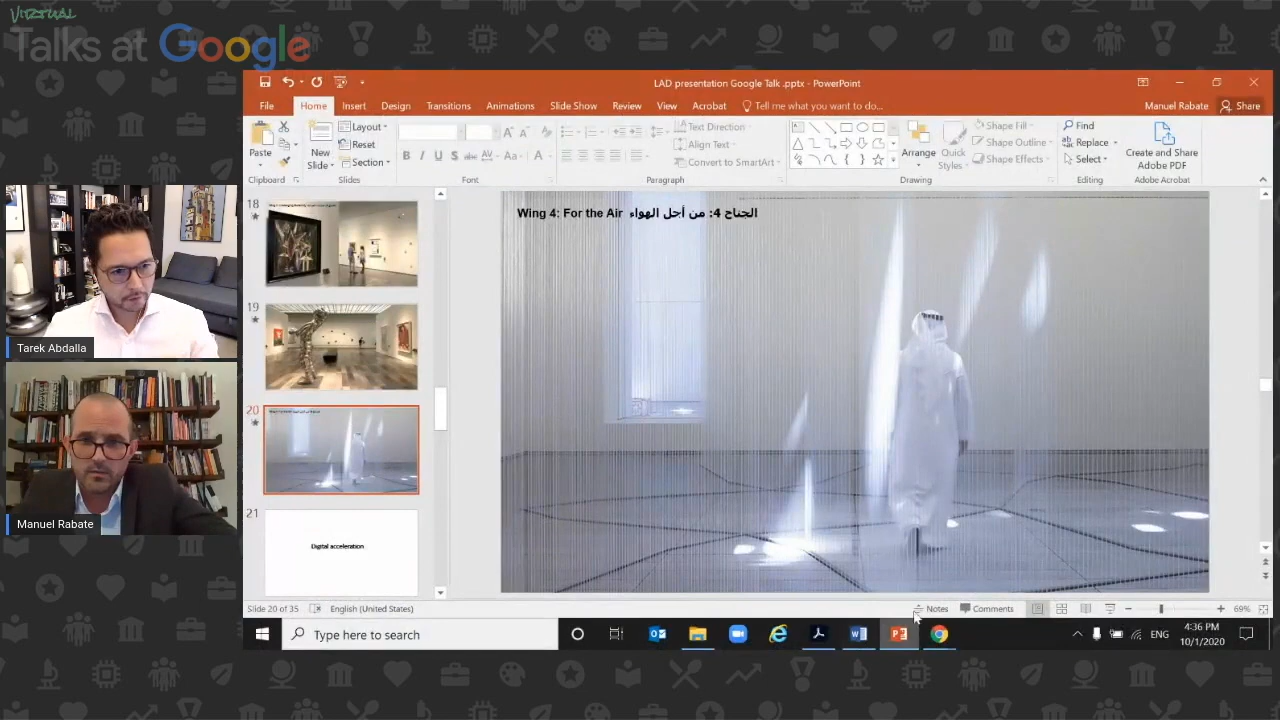 VIRTUAL
Talks at Google
LAD presentation Google Talk .pptx - PowerPoint
File Home Insert Design Transitions Animations Slide Show Review View Acrobat Tell me what you want to do... Manuel Rabate Share
Paste
Clipboard
New
Slide
Layout
Reset
Section
Slides
B I U S abc AV Aa A
Font
Text Direction
Align Text
Convert to SmartArt
Paragraph
Arrange
Quick
Styles
Shape Fill
Shape Outline
Shape Effects
Drawing
Find
Replace
Select
Editing
Create and Share
Adobe PDF
Adobe Acrobat
18
19
20
21
Digital acceleration
Wing 4: For the Air الجناح 4: من أجل الهواء
Tarek Abdalla
Manuel Rabate
Slide 20 of 35 English (United States) Notes Comments 69%
Type here to search
ENG
4:36 PM
10/1/2020